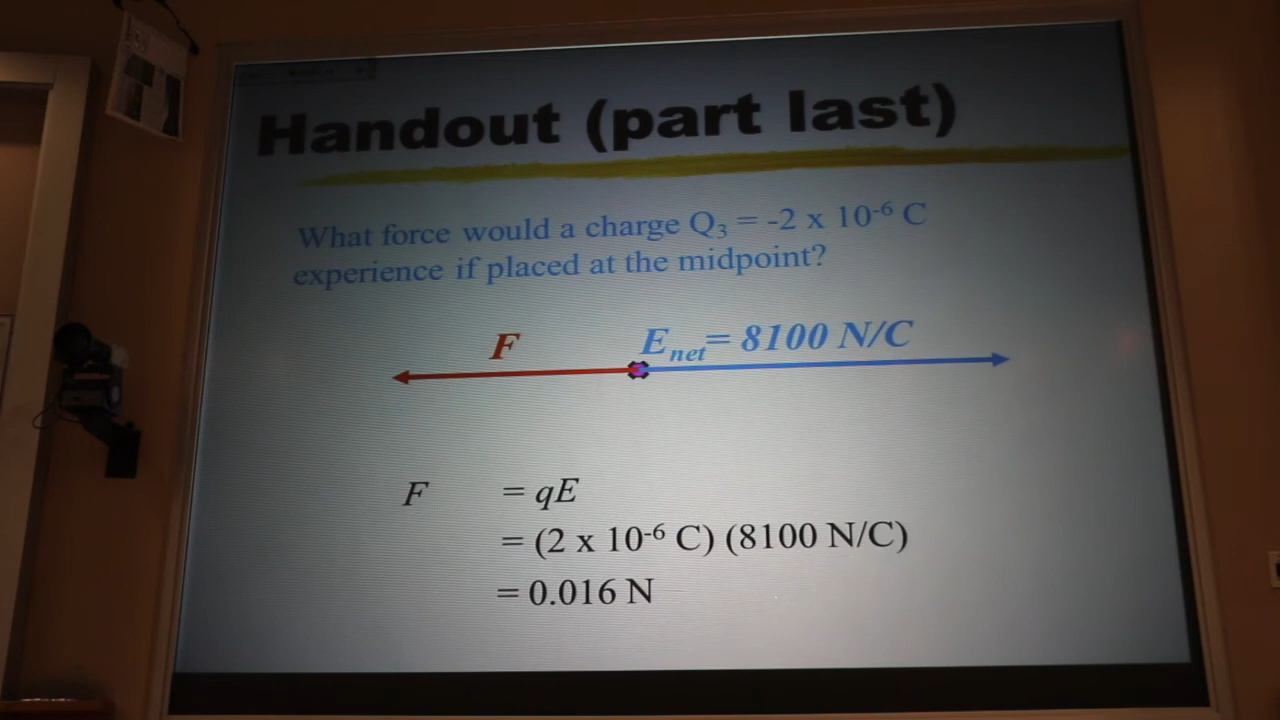 Handout (part last)
What force would a charge Q₃ = -2 x 10⁻⁶ C
experience if placed at the midpoint?
F
E_net = 8100 N/C
F = qE
= (2 x 10⁻⁶ C) (8100 N/C)
= 0.016 N